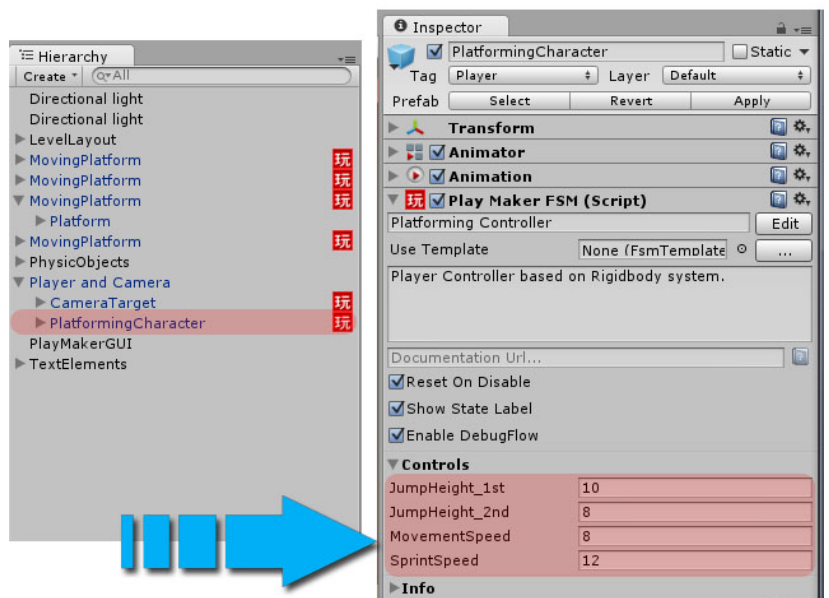 Hierarchy
Create All
Directional light
Directional light
LevelLayout
MovingPlatform 玩
MovingPlatform 玩
MovingPlatform 玩
Platform
MovingPlatform 玩
PhysicObjects
Player and Camera
CameraTarget 玩
PlatformingCharacter 玩
PlayMakerGUI
TextElements
Inspector
PlatformingCharacter Static
Tag Player Layer Default
Prefab Select Revert Apply
Transform
Animator
Animation
玩 Play Maker FSM (Script)
Platforming Controller Edit
Use Template None (FsmTemplate ...
Player Controller based on Rigidbody system.
Documentation Url...
Reset On Disable
Show State Label
Enable DebugFlow
Controls
JumpHeight_1st 10
JumpHeight_2nd 8
MovementSpeed 8
SprintSpeed 12
Info